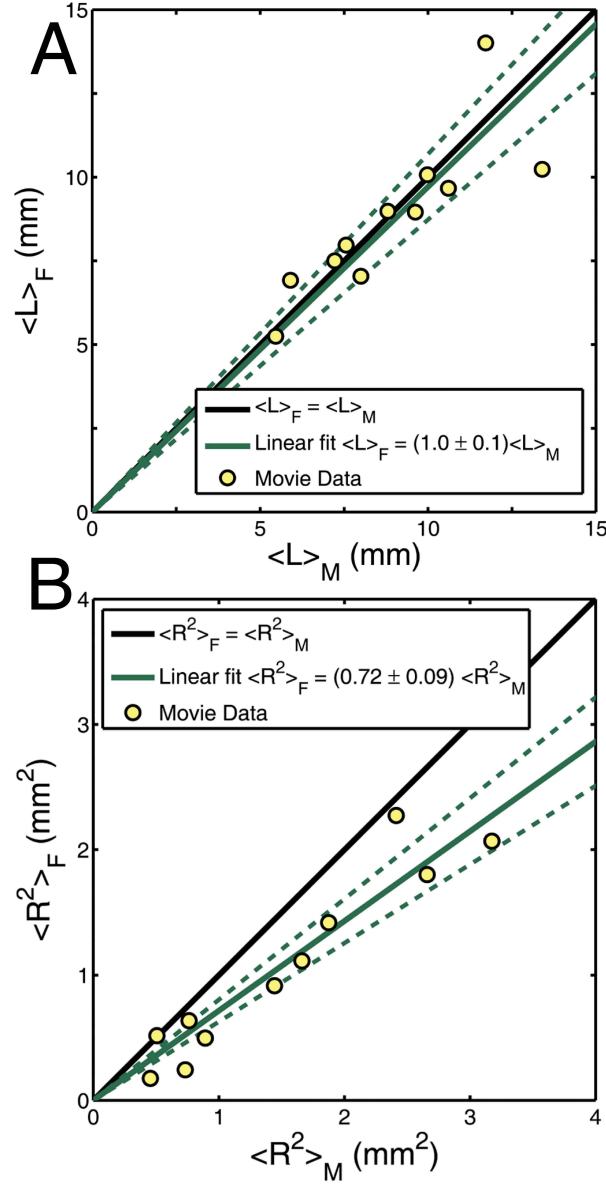 A
15
10
5
0
<L>F (mm)
<L>F = <L>M
Linear fit <L>F = (1.0 ± 0.1)<L>M
Movie Data
0 5 10 15
<L>M (mm)
B
4
3
2
1
0
<R²>F (mm²)
<R²>F = <R²>M
Linear fit <R²>F = (0.72 ± 0.09) <R²>M
Movie Data
0 1 2 3 4
<R²>M (mm²)